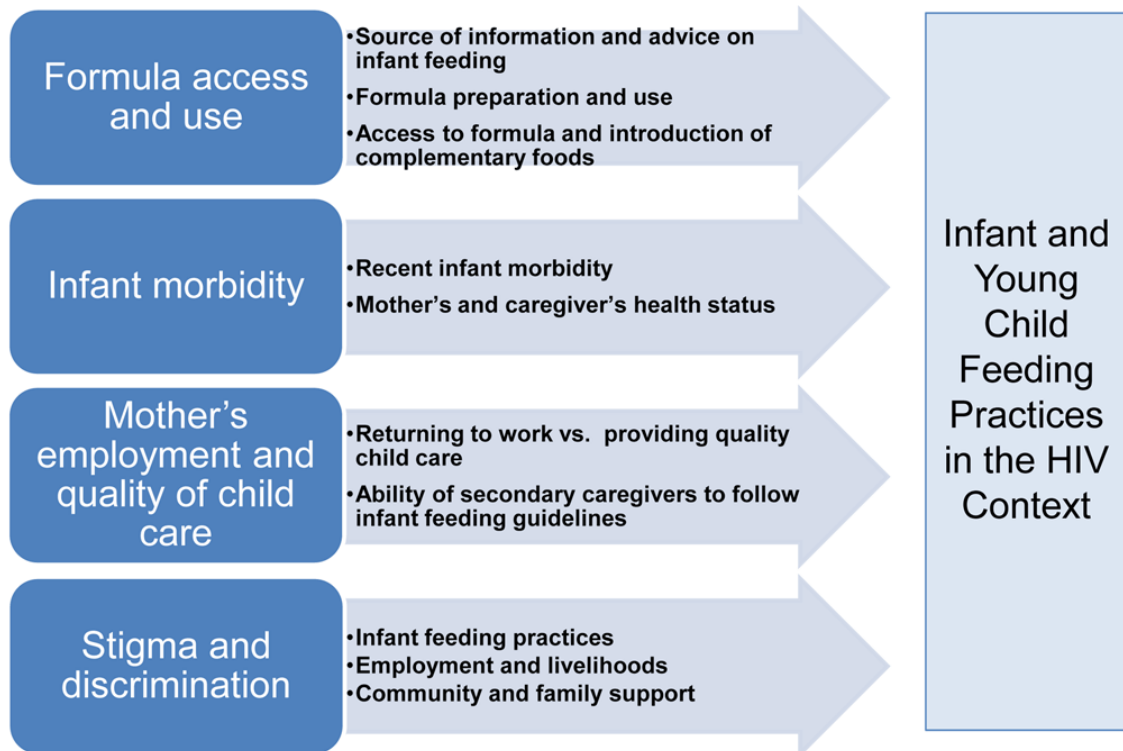 Formula access
and use
•Source of information and advice on
infant feeding
•Formula preparation and use
•Access to formula and introduction of
complementary foods
Infant morbidity
•Recent infant morbidity
•Mother’s and caregiver’s health status
Mother’s
employment and
quality of child
care
•Returning to work vs.  providing quality
child care
•Ability of secondary caregivers to follow
infant feeding guidelines
Stigma and
discrimination
•Infant feeding practices
•Employment and livelihoods
•Community and family support
Infant and
Young
Child
Feeding
Practices
in the HIV
Context